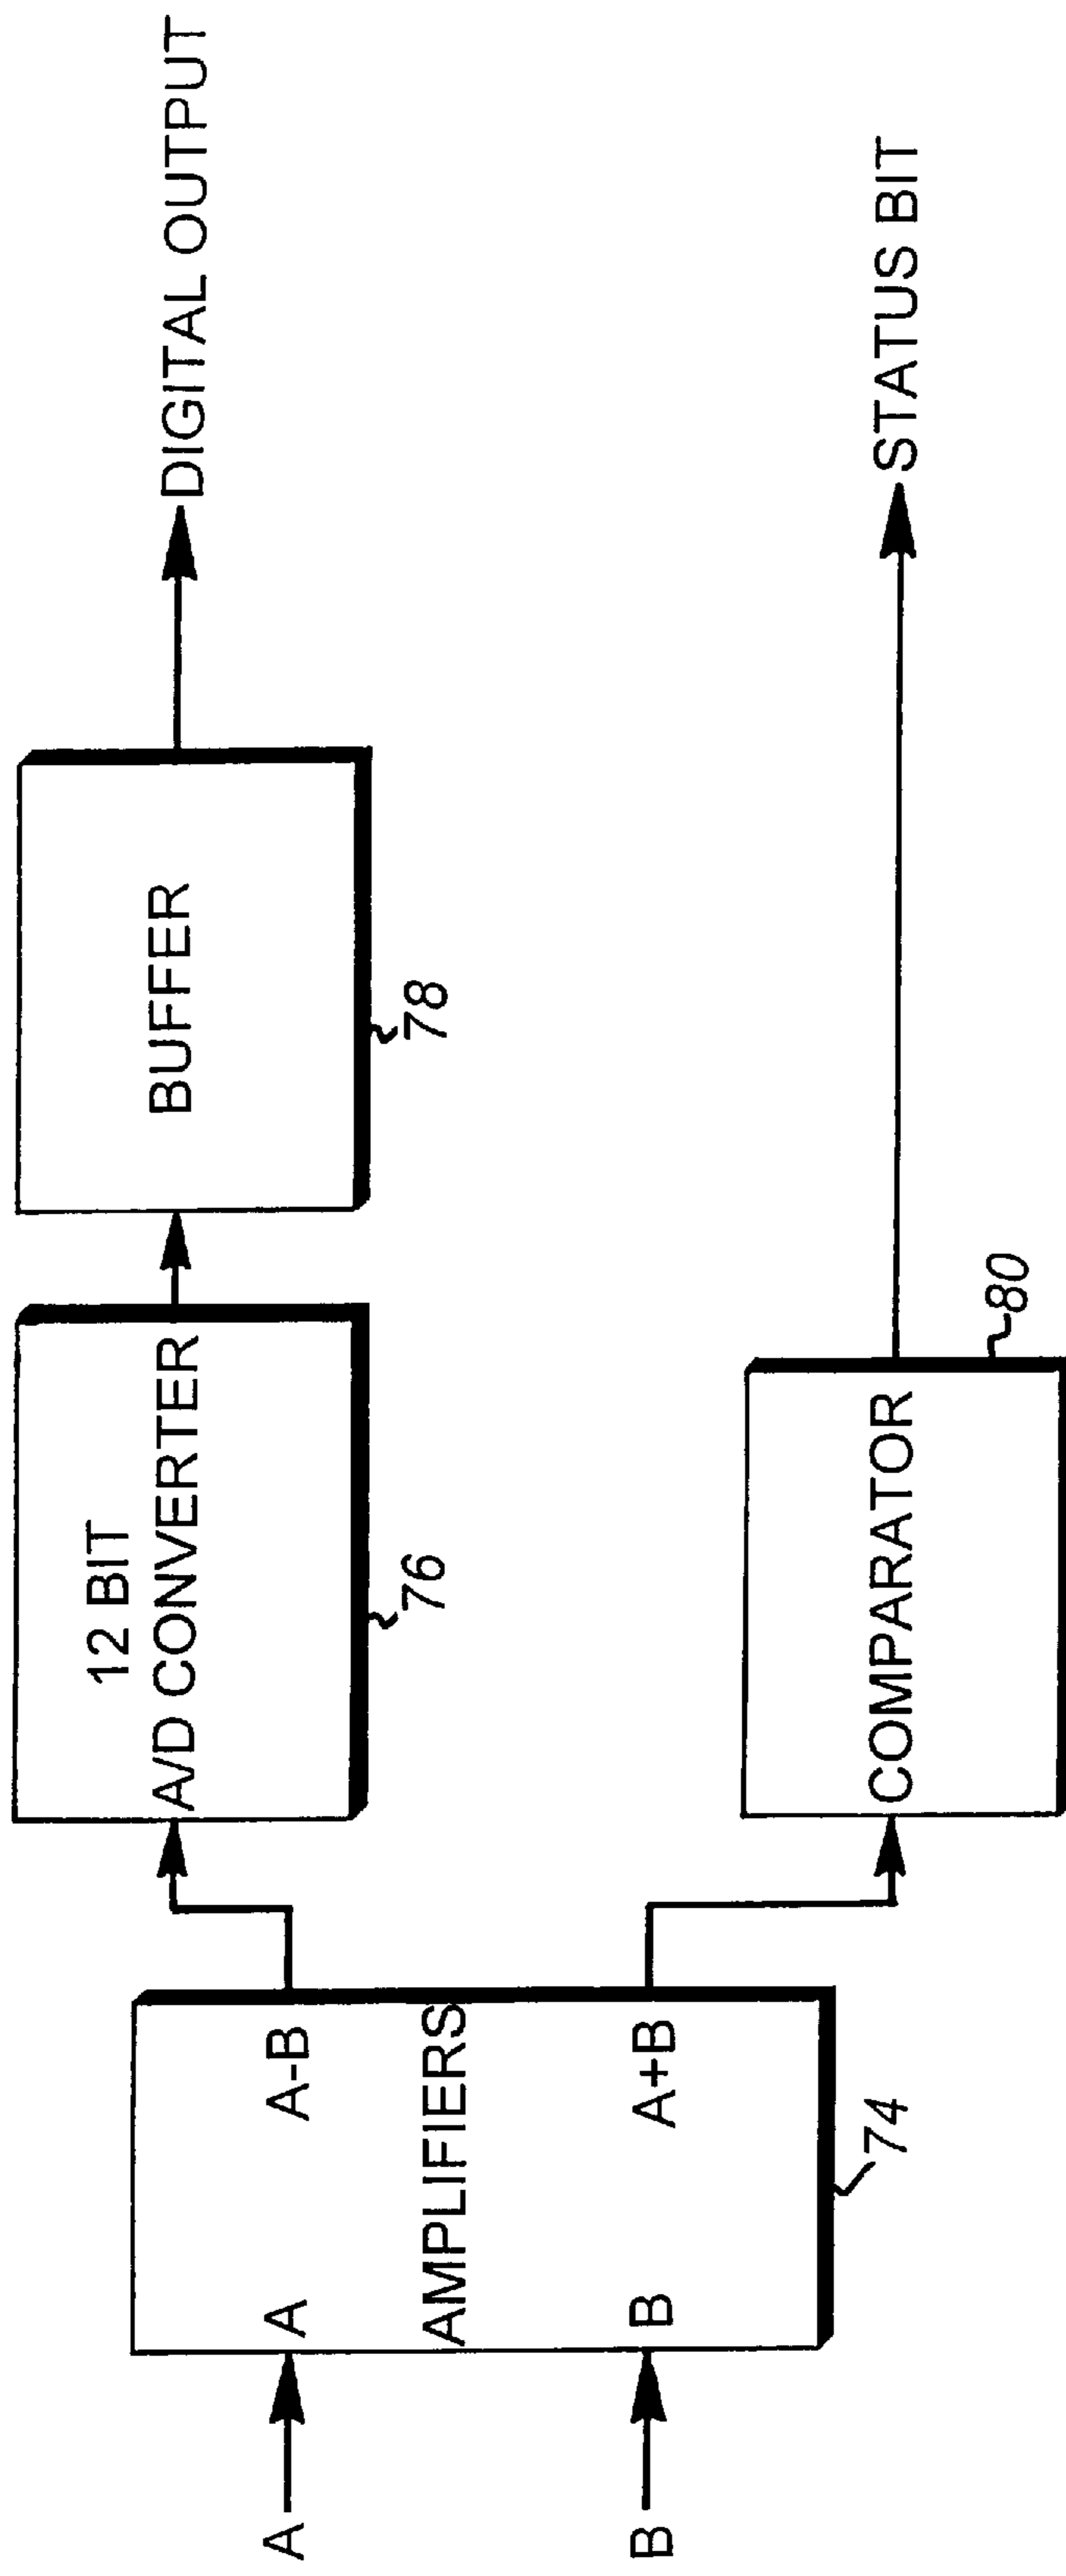 A
B
A
A-B
AMPLIFIERS
B
A+B
74
12 BIT
A/D CONVERTER
76
BUFFER
78
DIGITAL OUTPUT
COMPARATOR
80
STATUS BIT